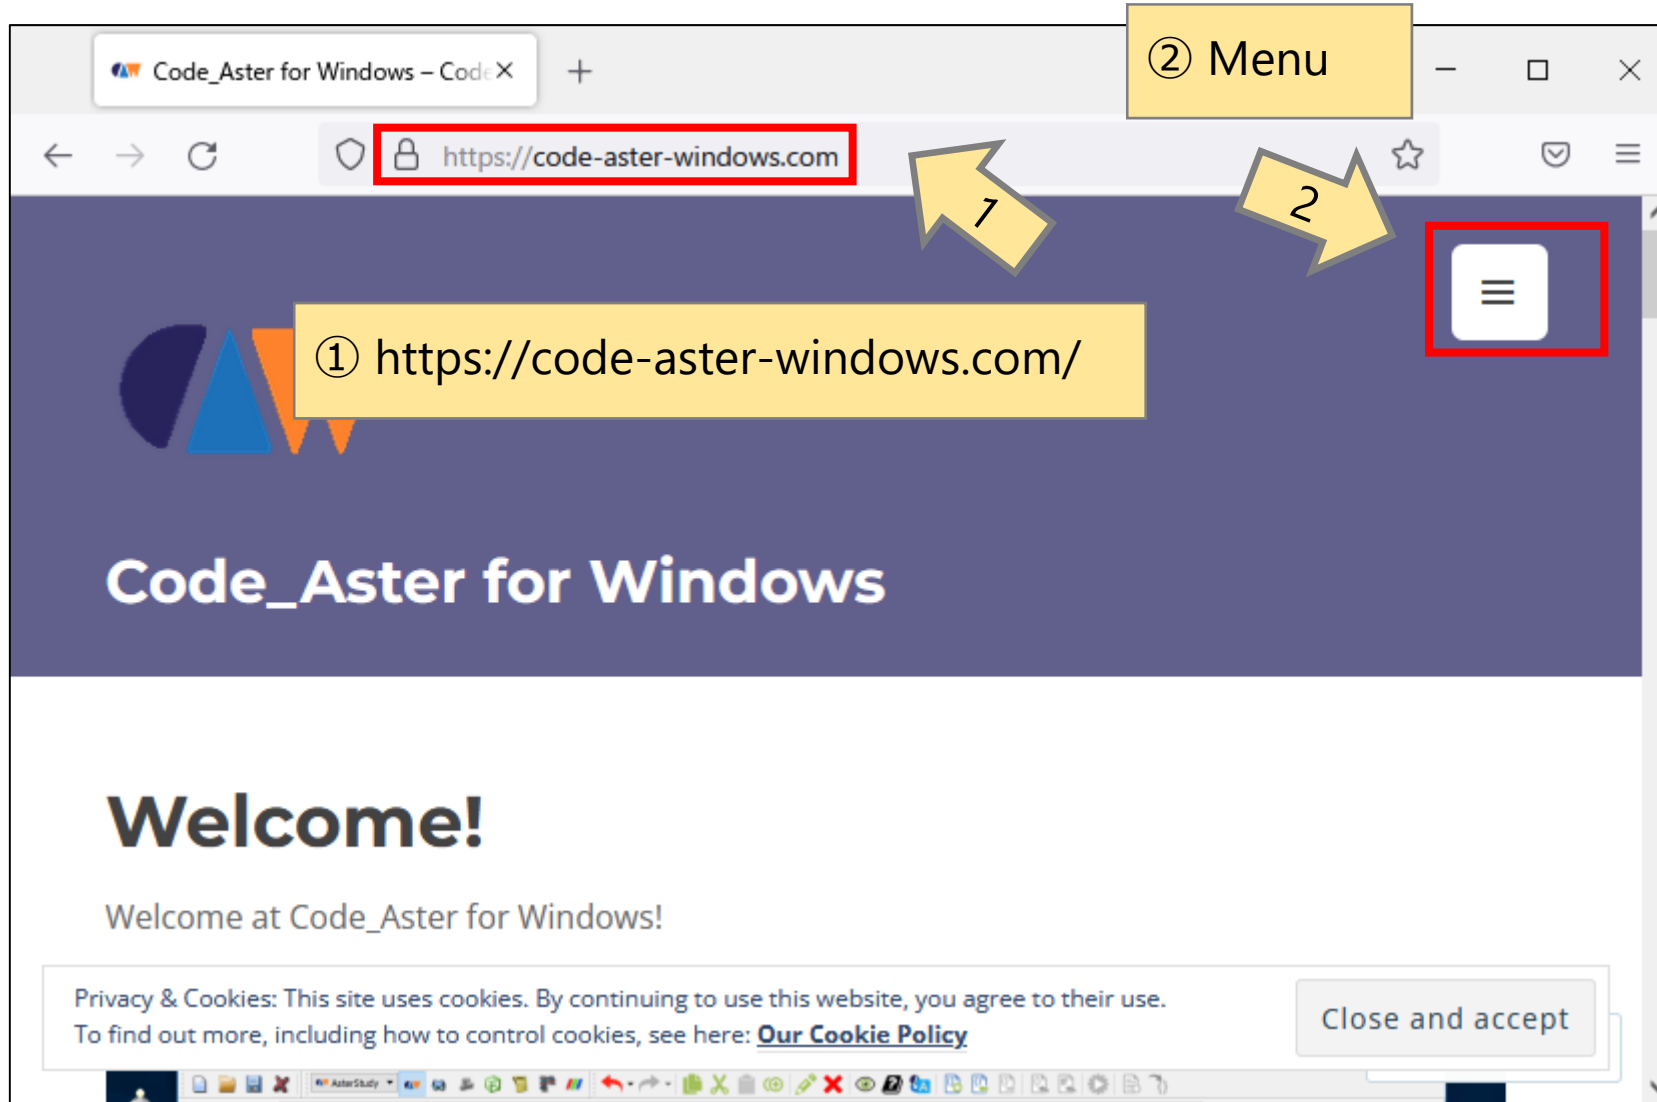 ② Menu
Code_Aster for Windows – Code
https://code-aster-windows.com
1
2
① https://code-aster-windows.com/
Code_Aster for Windows
Welcome!
Welcome at Code_Aster for Windows!
Privacy & Cookies: This site uses cookies. By continuing to use this website, you agree to their use.
To find out more, including how to control cookies, see here: Our Cookie Policy
Close and accept
AsterStudy